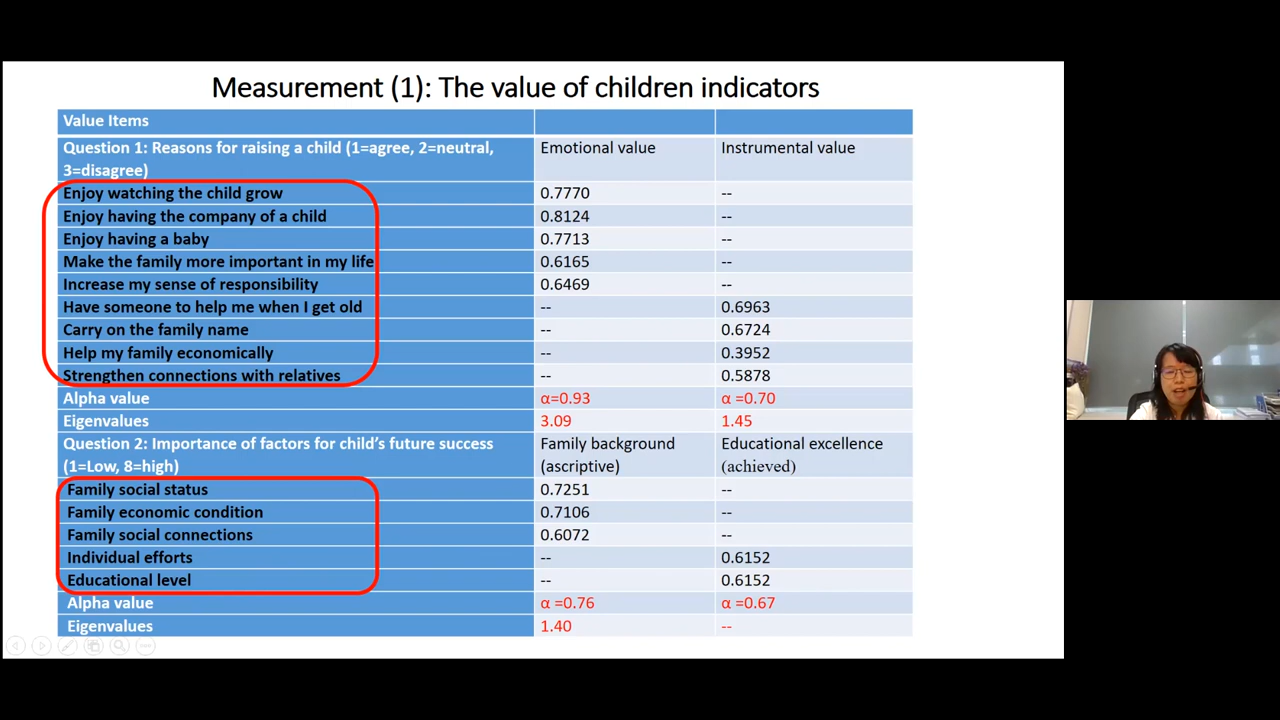 Measurement (1): The value of children indicators
Value Items
Question 1: Reasons for raising a child (1=agree, 2=neutral, 3=disagree) Emotional value Instrumental value
Enjoy watching the child grow 0.7770 --
Enjoy having the company of a child 0.8124 --
Enjoy having a baby 0.7713 --
Make the family more important in my life 0.6165 --
Increase my sense of responsibility 0.6469 --
Have someone to help me when I get old -- 0.6963
Carry on the family name -- 0.6724
Help my family economically -- 0.3952
Strengthen connections with relatives -- 0.5878
Alpha value α=0.93 α=0.70
Eigenvalues 3.09 1.45
Question 2: Importance of factors for child's future success (1=Low, 8=high) Family background (ascriptive) Educational excellence (achieved)
Family social status 0.7251 --
Family economic condition 0.7106 --
Family social connections 0.6072 --
Individual efforts -- 0.6152
Educational level -- 0.6152
Alpha value α =0.76 α =0.67
Eigenvalues 1.40 --